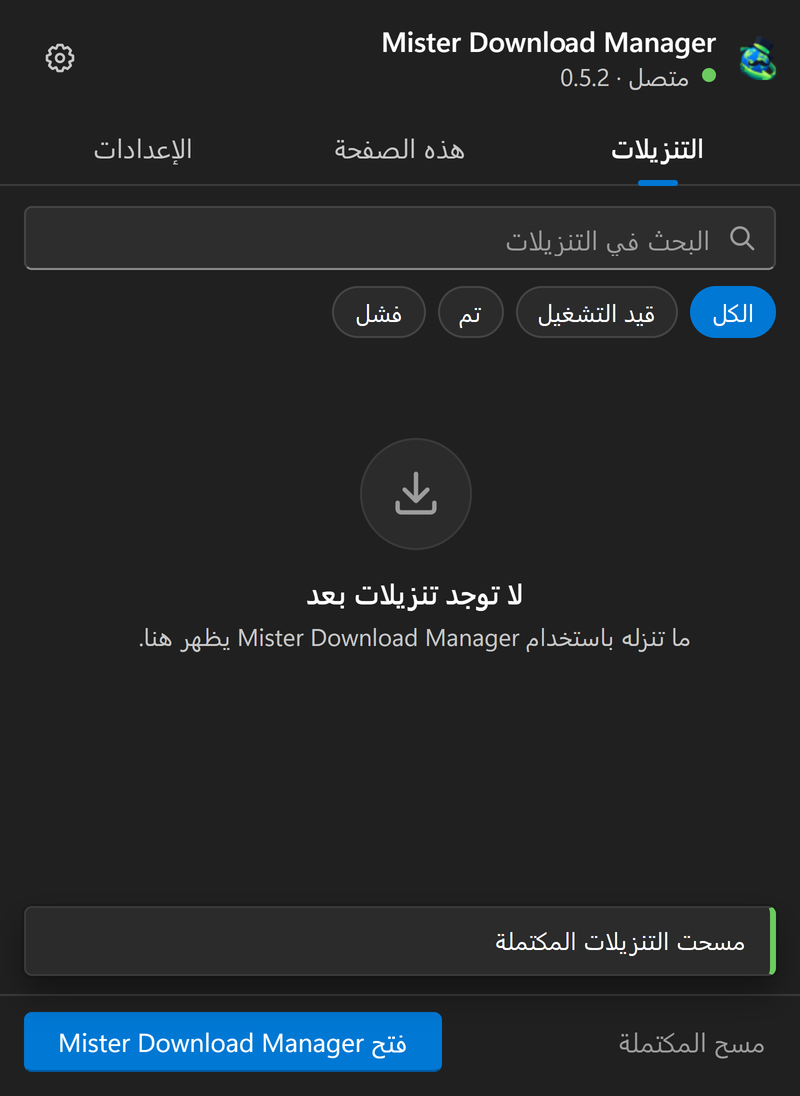 Mister Download Manager
متصل · 0.5.2
التنزيلات
هذه الصفحة
الإعدادات
البحث في التنزيلات
الكل
قيد التشغيل
تم
فشل
لا توجد تنزيلات بعد
ما تنزله باستخدام Mister Download Manager يظهر هنا.
مسحت التنزيلات المكتملة
مسح المكتملة
فتح Mister Download Manager